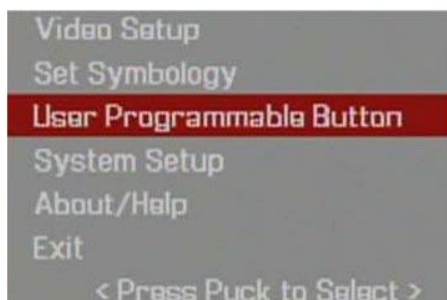 Video Setup
Set Symbology
User Programmable Button
System Setup
About/Help
Exit
< Press Puck to Select >